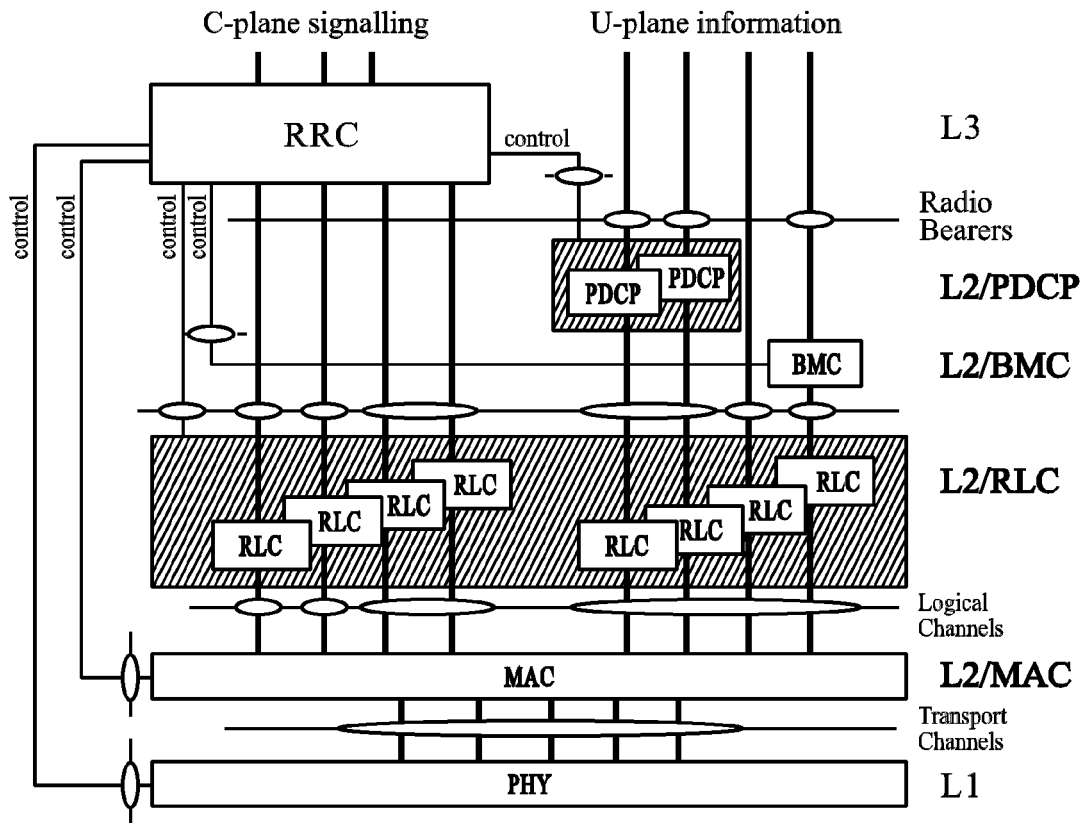 C-plane signalling
U-plane information
RRC
control
L3
control
control
control
control
Radio
Bearers
PDCP
PDCP
L2/PDCP
BMC
L2/BMC
RLC
RLC
RLC
RLC
RLC
RLC
RLC
RLC
L2/RLC
Logical
Channels
MAC
L2/MAC
Transport
Channels
PHY
L1